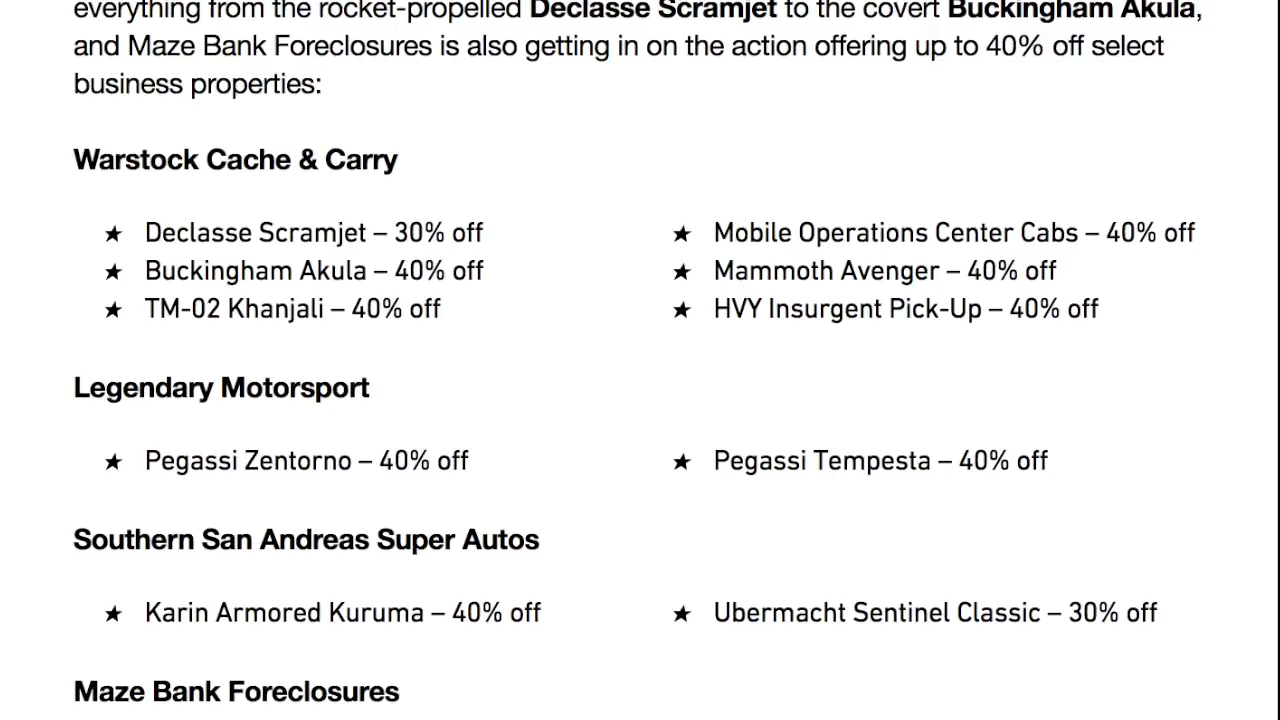 everything from the rocket-propelled Declasse Scramjet to the covert Buckingham Akula,
and Maze Bank Foreclosures is also getting in on the action offering up to 40% off select
business properties:
Warstock Cache & Carry
★ Declasse Scramjet – 30% off
★ Buckingham Akula – 40% off
★ TM-02 Khanjali – 40% off
★ Mobile Operations Center Cabs – 40% off
★ Mammoth Avenger – 40% off
★ HVY Insurgent Pick-Up – 40% off
Legendary Motorsport
★ Pegassi Zentorno – 40% off
★ Pegassi Tempesta – 40% off
Southern San Andreas Super Autos
★ Karin Armored Kuruma – 40% off
★ Ubermacht Sentinel Classic – 30% off
Maze Bank Foreclosures